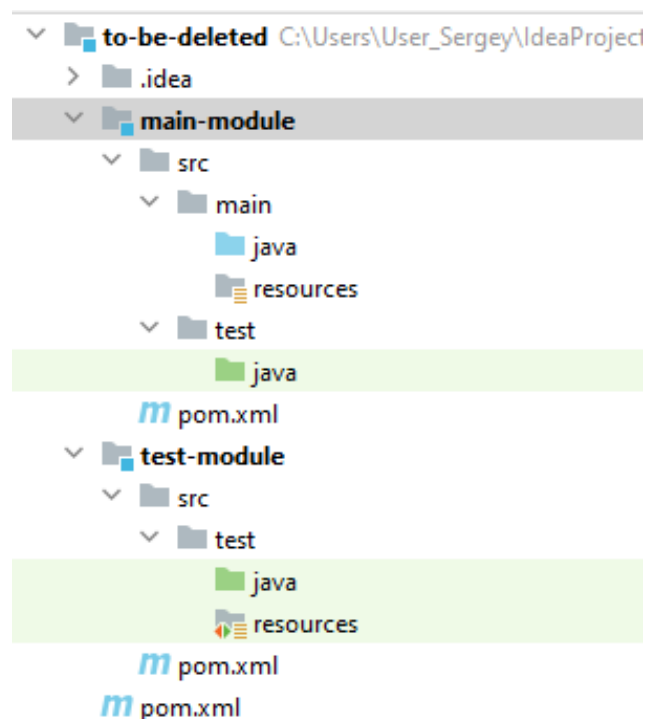 to-be-deleted C:\Users\User_Sergey\IdeaProject
.idea
main-module
src
main
java
resources
test
java
m pom.xml
test-module
src
test
java
resources
m pom.xml
m pom.xml